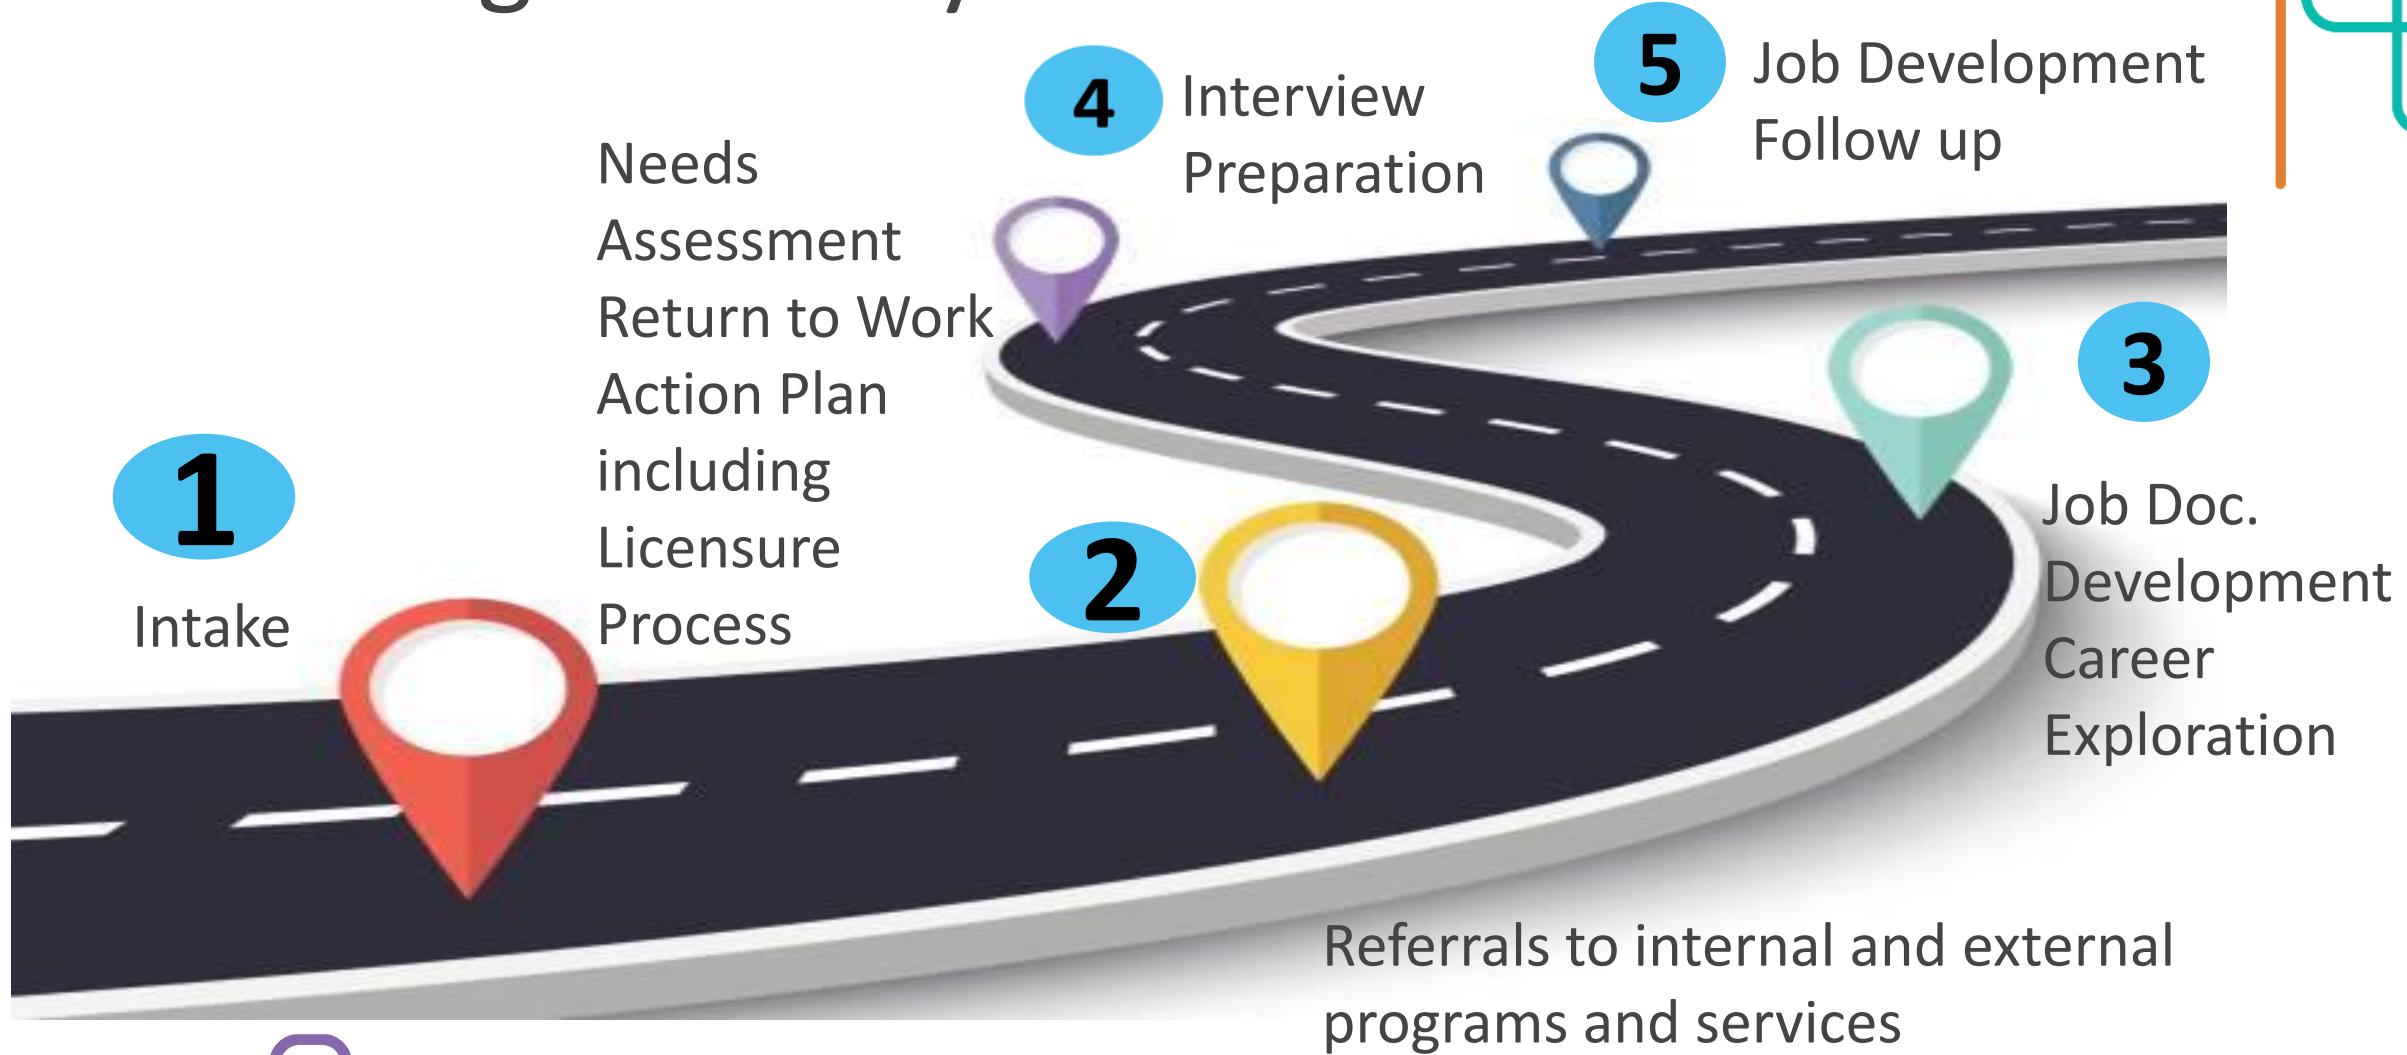 1
Intake
Needs
Assessment
Return to Work
Action Plan
including
Licensure
Process
2
3
Job Doc.
Development
Career
Exploration
4
Interview
Preparation
5
Job Development
Follow up
Referrals to internal and external
programs and services